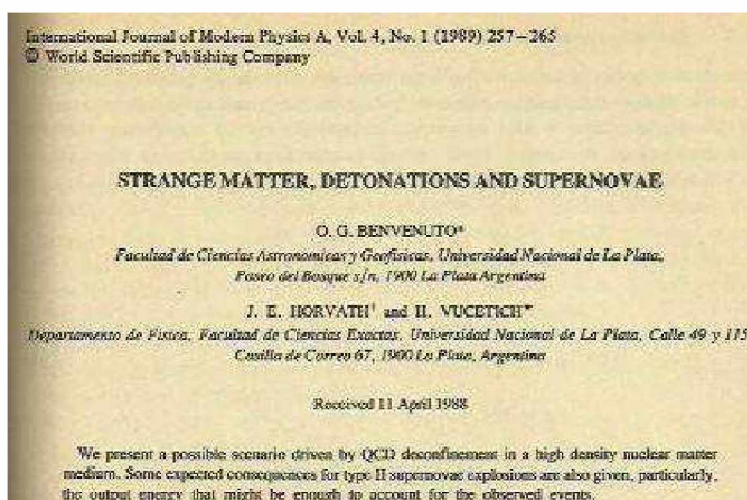 International Journal of Modern Physics A, Vol. 4, No. 1 (1989) 257–265
© World Scientific Publishing Company
STRANGE MATTER, DETONATIONS AND SUPERNOVAE
O. G. BENVENUTO*
Facultad de Ciencias Astronómicas y Geofísicas, Universidad Nacional de La Plata,
Paseo del Bosque s/n, 1900 La Plata Argentina
J. E. HORVATH† and H. VUCETICH*
Departamento de Física, Facultad de Ciencias Exactas, Universidad Nacional de La Plata, Calle 49 y 115
Casilla de Correo 67, 1900 La Plata, Argentina
Received 11 April 1988
We present a possible scenario driven by QCD deconfinement in a high density nuclear matter
medium. Some expected consequences for type II supernovae explosions are also given, particularly,
the output energy that might be enough to account for the observed events.